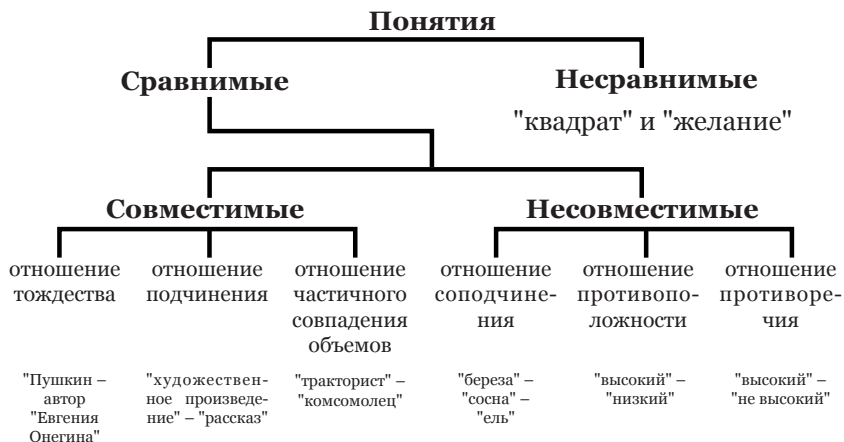 Понятия
Сравнимые
Несравнимые
"квадрат" и "желание"
Совместимые
Несовместимые
отношение
тождества
отношение
подчинения
отношение
частичного
совпадения
объемов
отношение
соподчине-
ния
отношение
противопо-
ложности
отношение
противоре-
чия
"Пушкин –
автор
"Евгения
Онегина"
"художествен-
ное произведе-
ние" – "рассказ"
"тракторист" –
"комсомолец"
"береза" –
"сосна" –
"ель"
"высокий" –
"низкий"
"высокий" –
"не высокий"